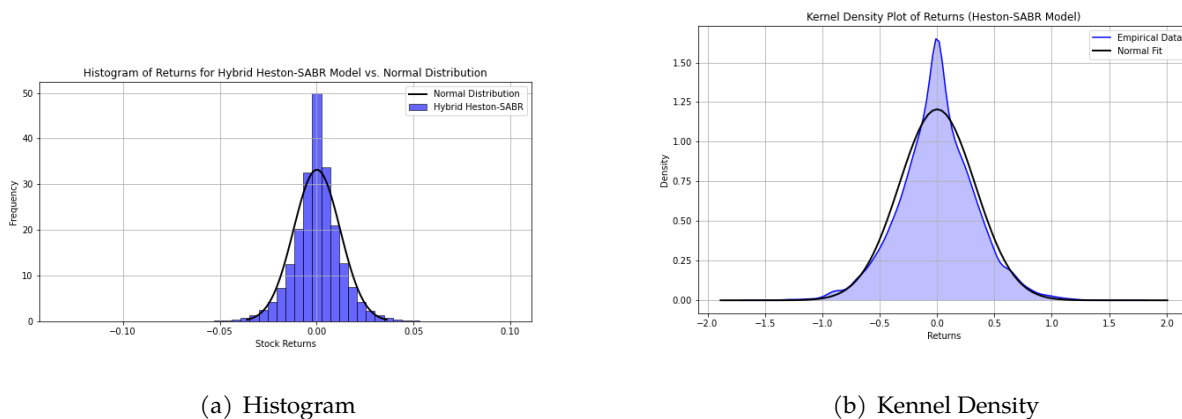 Histogram of Returns for Hybrid Heston-SABR Model vs. Normal Distribution
Normal Distribution
Hybrid Heston-SABR
Frequency
50
40
30
20
10
0
−0.10
−0.05
0.00
0.05
0.10
Stock Returns
(a) Histogram
Kernel Density Plot of Returns (Heston-SABR Model)
Empirical Data
Normal Fit
Density
1.50
1.25
1.00
0.75
0.50
0.25
0.00
−2.0
−1.5
−1.0
−0.5
0.0
0.5
1.0
1.5
2.0
Returns
(b) Kennel Density